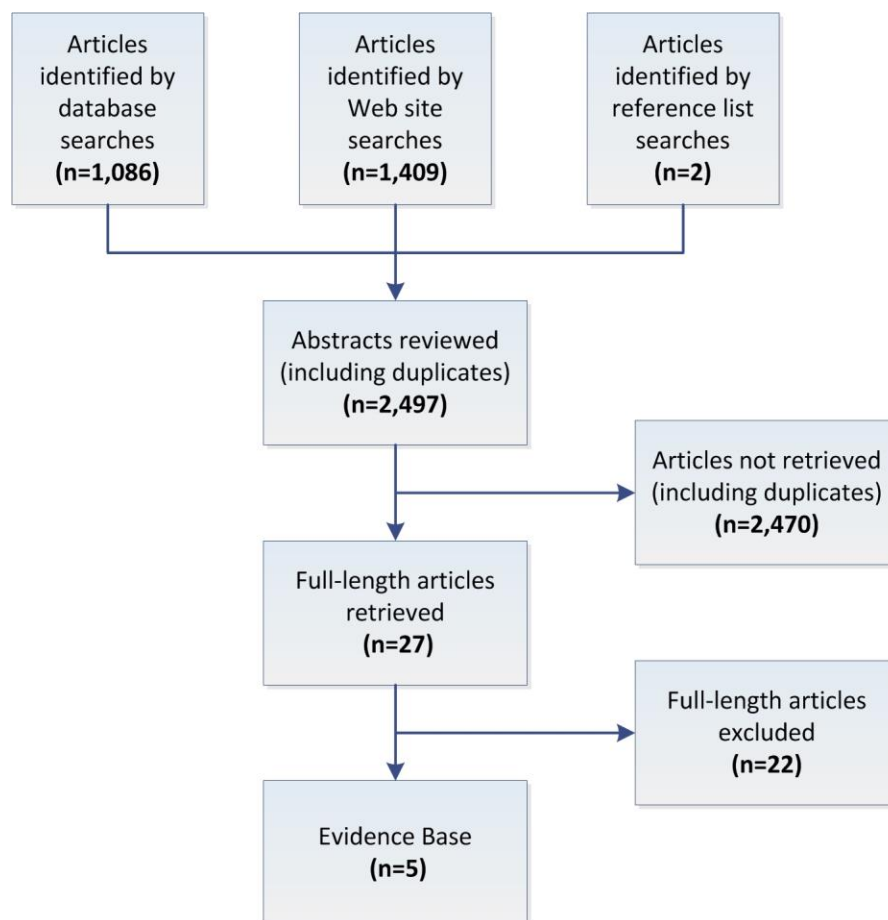 Articles
identified by
database
searches
(n=1,086)
Articles
identified by
Web site
searches
(n=1,409)
Articles
identified by
reference list
searches
(n=2)
Abstracts reviewed
(including duplicates)
(n=2,497)
Articles not retrieved
(including duplicates)
(n=2,470)
Full-length articles
retrieved
(n=27)
Full-length articles
excluded
(n=22)
Evidence Base
(n=5)